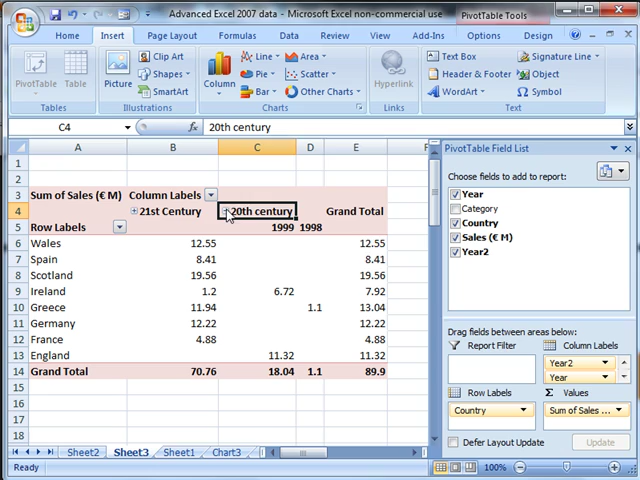 Advanced Excel 2007 data - Microsoft Excel non-commercial use
PivotTable Tools
Home Insert Page Layout Formulas Data Review View Developer Options Design
PivotTable Table
Tables
Picture
Clip Art
Shapes
SmartArt
Illustrations
Column
Line
Pie
Bar
Area
Scatter
Other Charts
Charts
Hyperlink
Links
Text Box
Header & Footer
WordArt
Signature Line
Object
Symbol
Text
C4 fx 20th century
A B C D E F
1
2
3 Sum of Sales (€ M) Column Labels
4 21st Century 20th century Grand Total
5 Row Labels 1999 1998
6 Wales 12.55 12.55
7 Spain 8.41 8.41
8 Scotland 19.56 19.56
9 Ireland 1.2 6.72 7.92
10 Greece 11.94 1.1 13.04
11 Germany 12.22 12.22
12 France 4.88 4.88
13 England 11.32 11.32
14 Grand Total 70.76 18.04 1.1 89.9
15
16
17
18
PivotTable Field List
Choose fields to add to report:
Year
Category
Country
Sales (€ M)
Year2
Drag fields between areas below:
Report Filter
Column Labels
Year2
Year
Row Labels
Σ Values
Country
Sum of Sales ...
Defer Layout Update
Update
Sheet2 Sheet3 Sheet1 Chart3
Ready
100%